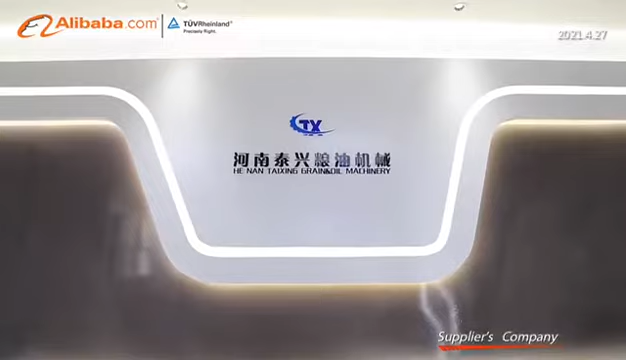 Alibaba.com
TÜVRheinland®
Precisely Right.
2021.4.27
TX
河南泰兴粮油机械
HE NAN TAIXING GRAIN&OIL MACHINERY
Supplier's Company